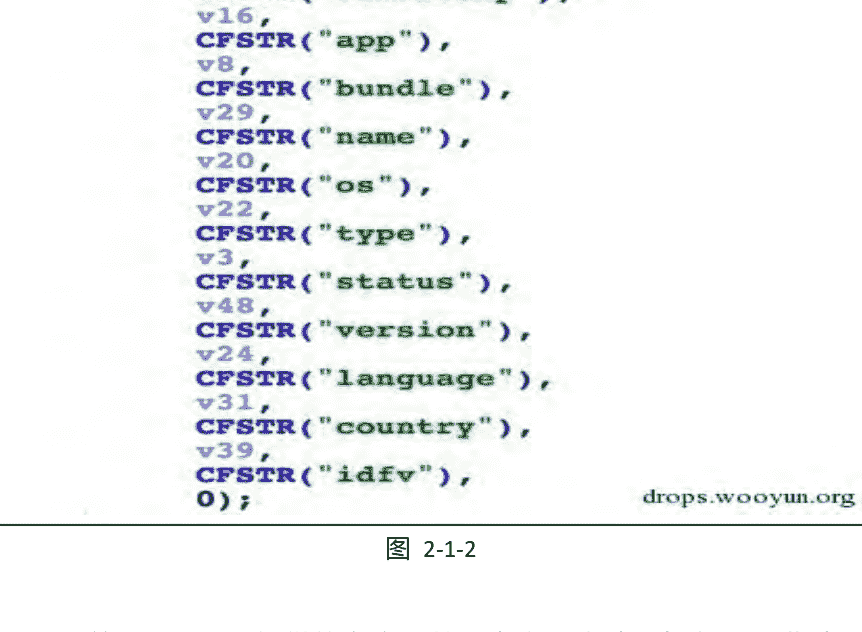 v16,
CFSTR("app"),
v8,
CFSTR("bundle"),
v29,
CFSTR("name"),
v20,
CFSTR("os"),
v22,
CFSTR("type"),
v3,
CFSTR("status"),
v48,
CFSTR("version"),
v24,
CFSTR("language"),
v31,
CFSTR("country"),
v39,
CFSTR("idfv"),
0);
drops.wooyun.org
图 2-1-2